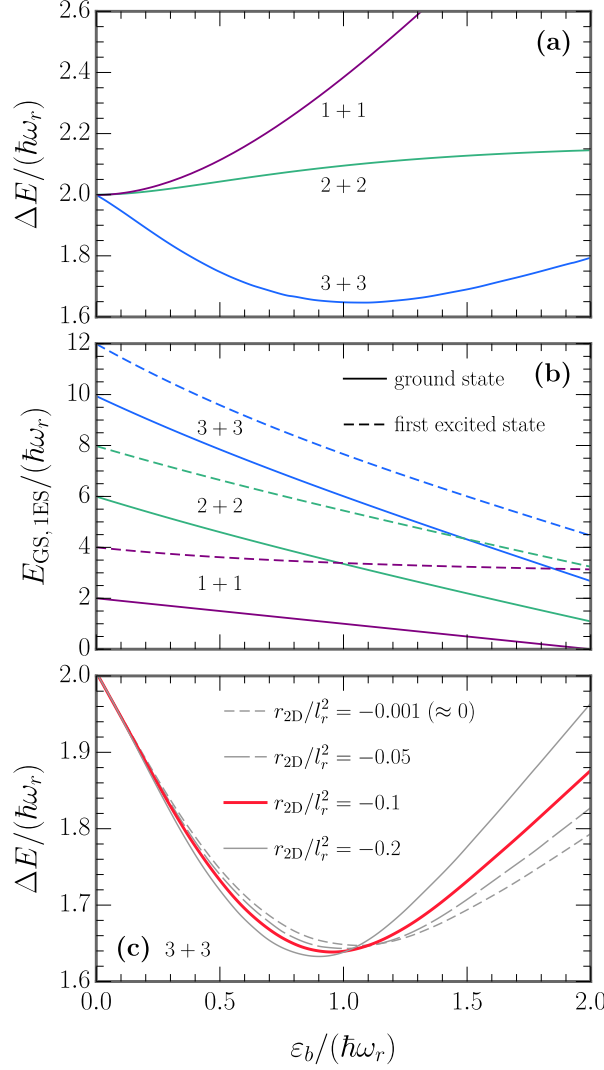 2.6
(a)
2.4
1 + 1
2.2
2 + 2
2.0
1.8
3 + 3
1.6
ΔE/(ħω_r)
12
(b)
ground state
10
first excited state
3 + 3
8
6
2 + 2
4
1 + 1
2
0
E_GS, 1ES/(ħω_r)
2.0
r_2D/l_r^2 = −0.001 (≈ 0)
1.9
r_2D/l_r^2 = −0.05
r_2D/l_r^2 = −0.1
1.8
r_2D/l_r^2 = −0.2
1.7
(c) 3 + 3
1.6
ΔE/(ħω_r)
0.0 0.5 1.0 1.5 2.0
ε_b/(ħω_r)